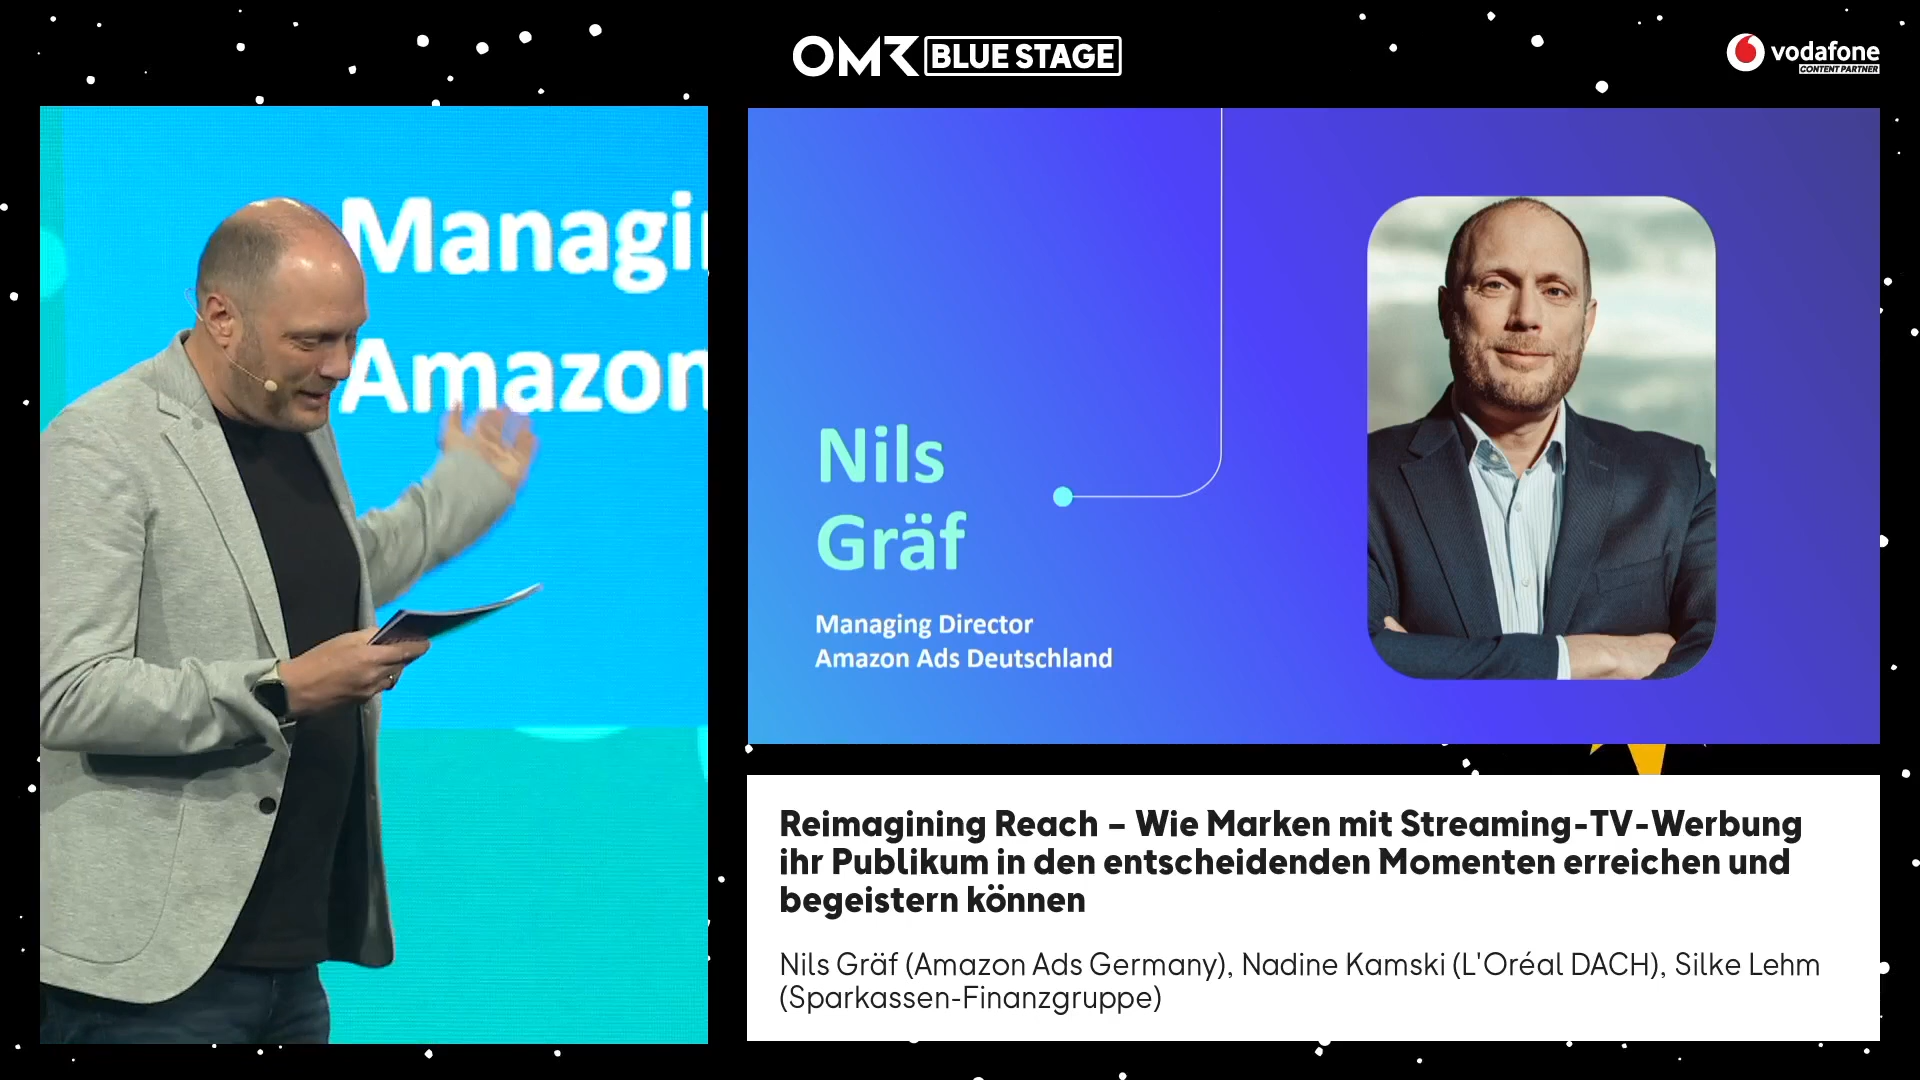 OMR BLUE STAGE
vodafone
CONTENT PARTNER
Managin
Amazon
Nils
Gräf
Managing Director
Amazon Ads Deutschland
Reimagining Reach – Wie Marken mit Streaming-TV-Werbung
ihr Publikum in den entscheidenden Momenten erreichen und
begeistern können
Nils Gräf (Amazon Ads Germany), Nadine Kamski (L'Oréal DACH), Silke Lehm
(Sparkassen-Finanzgruppe)